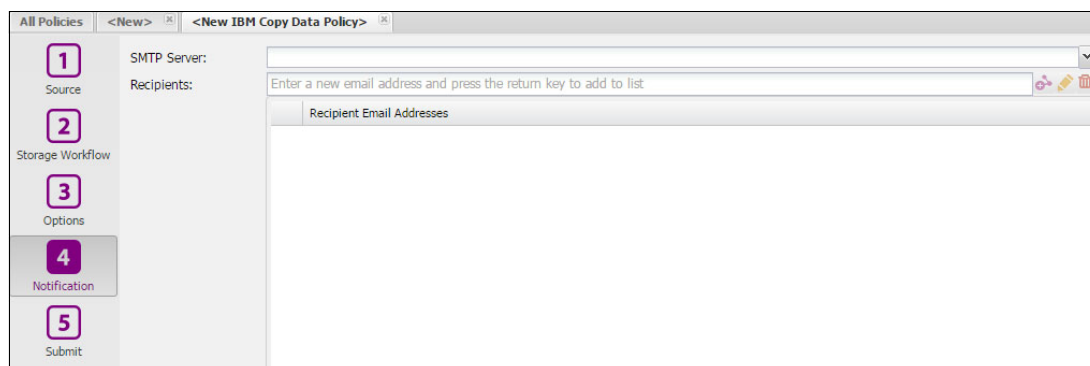 All Policies <New> <New IBM Copy Data Policy>
1
Source
2
Storage Workflow
3
Options
4
Notification
5
Submit
SMTP Server:
Recipients: Enter a new email address and press the return key to add to list
Recipient Email Addresses